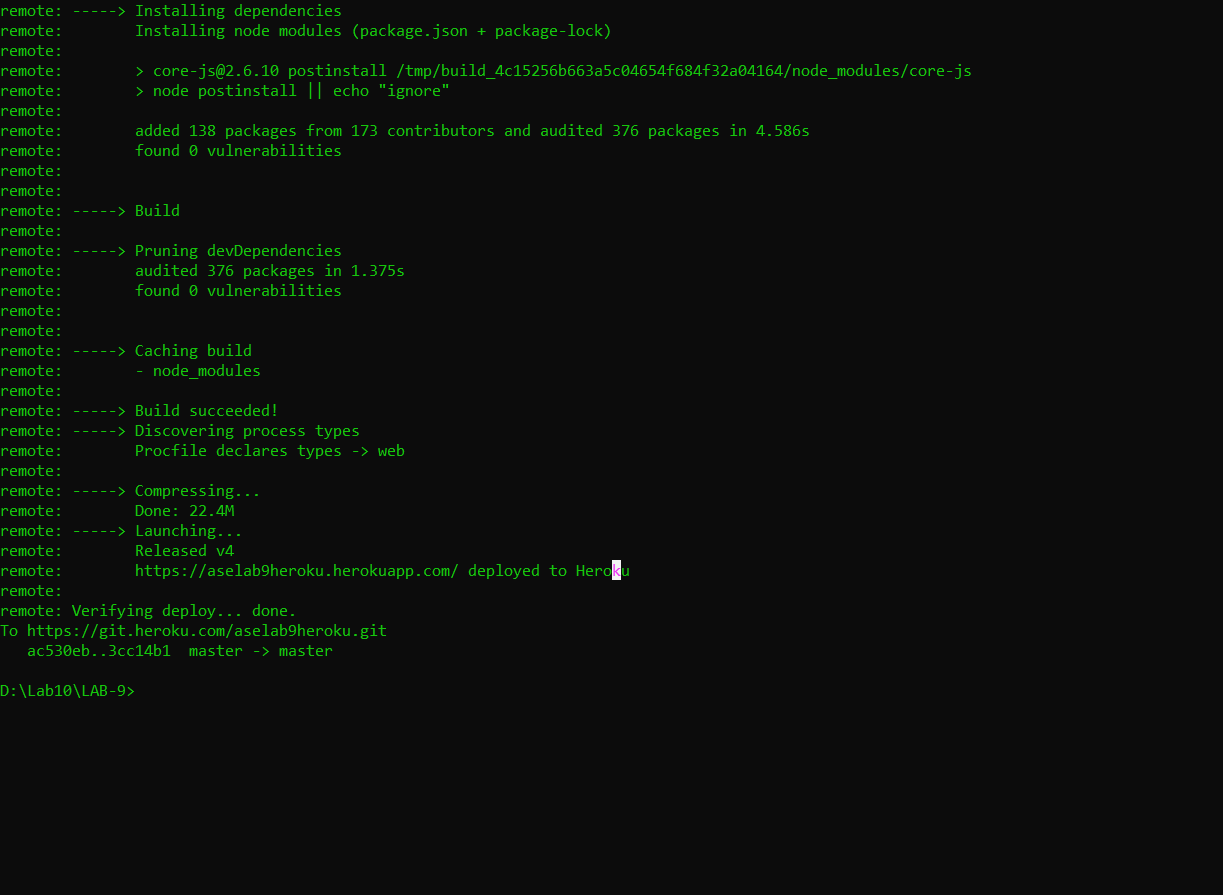 remote: -----> Installing dependencies
remote:        Installing node modules (package.json + package-lock)
remote:
remote:        > core-js@2.6.10 postinstall /tmp/build_4c15256b663a5c04654f684f32a04164/node_modules/core-js
remote:        > node postinstall || echo "ignore"
remote:
remote:        added 138 packages from 173 contributors and audited 376 packages in 4.586s
remote:        found 0 vulnerabilities
remote:
remote:
remote: -----> Build
remote:
remote: -----> Pruning devDependencies
remote:        audited 376 packages in 1.375s
remote:        found 0 vulnerabilities
remote:
remote:
remote: -----> Caching build
remote:        - node_modules
remote:
remote: -----> Build succeeded!
remote: -----> Discovering process types
remote:        Procfile declares types -> web
remote:
remote: -----> Compressing...
remote:        Done: 22.4M
remote: -----> Launching...
remote:        Released v4
remote:        https://aselab9heroku.herokuapp.com/ deployed to Heroku
remote:
remote: Verifying deploy... done.
To https://git.heroku.com/aselab9heroku.git
   ac530eb..3cc14b1  master -> master
D:\Lab10\LAB-9>